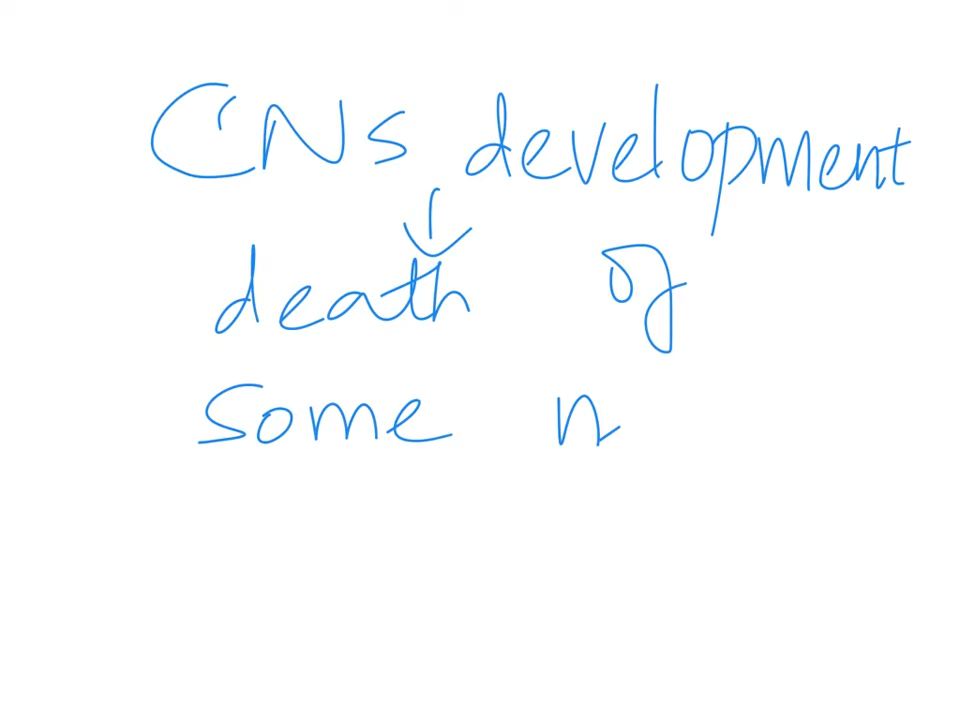 CNs development
↓
death of
some n